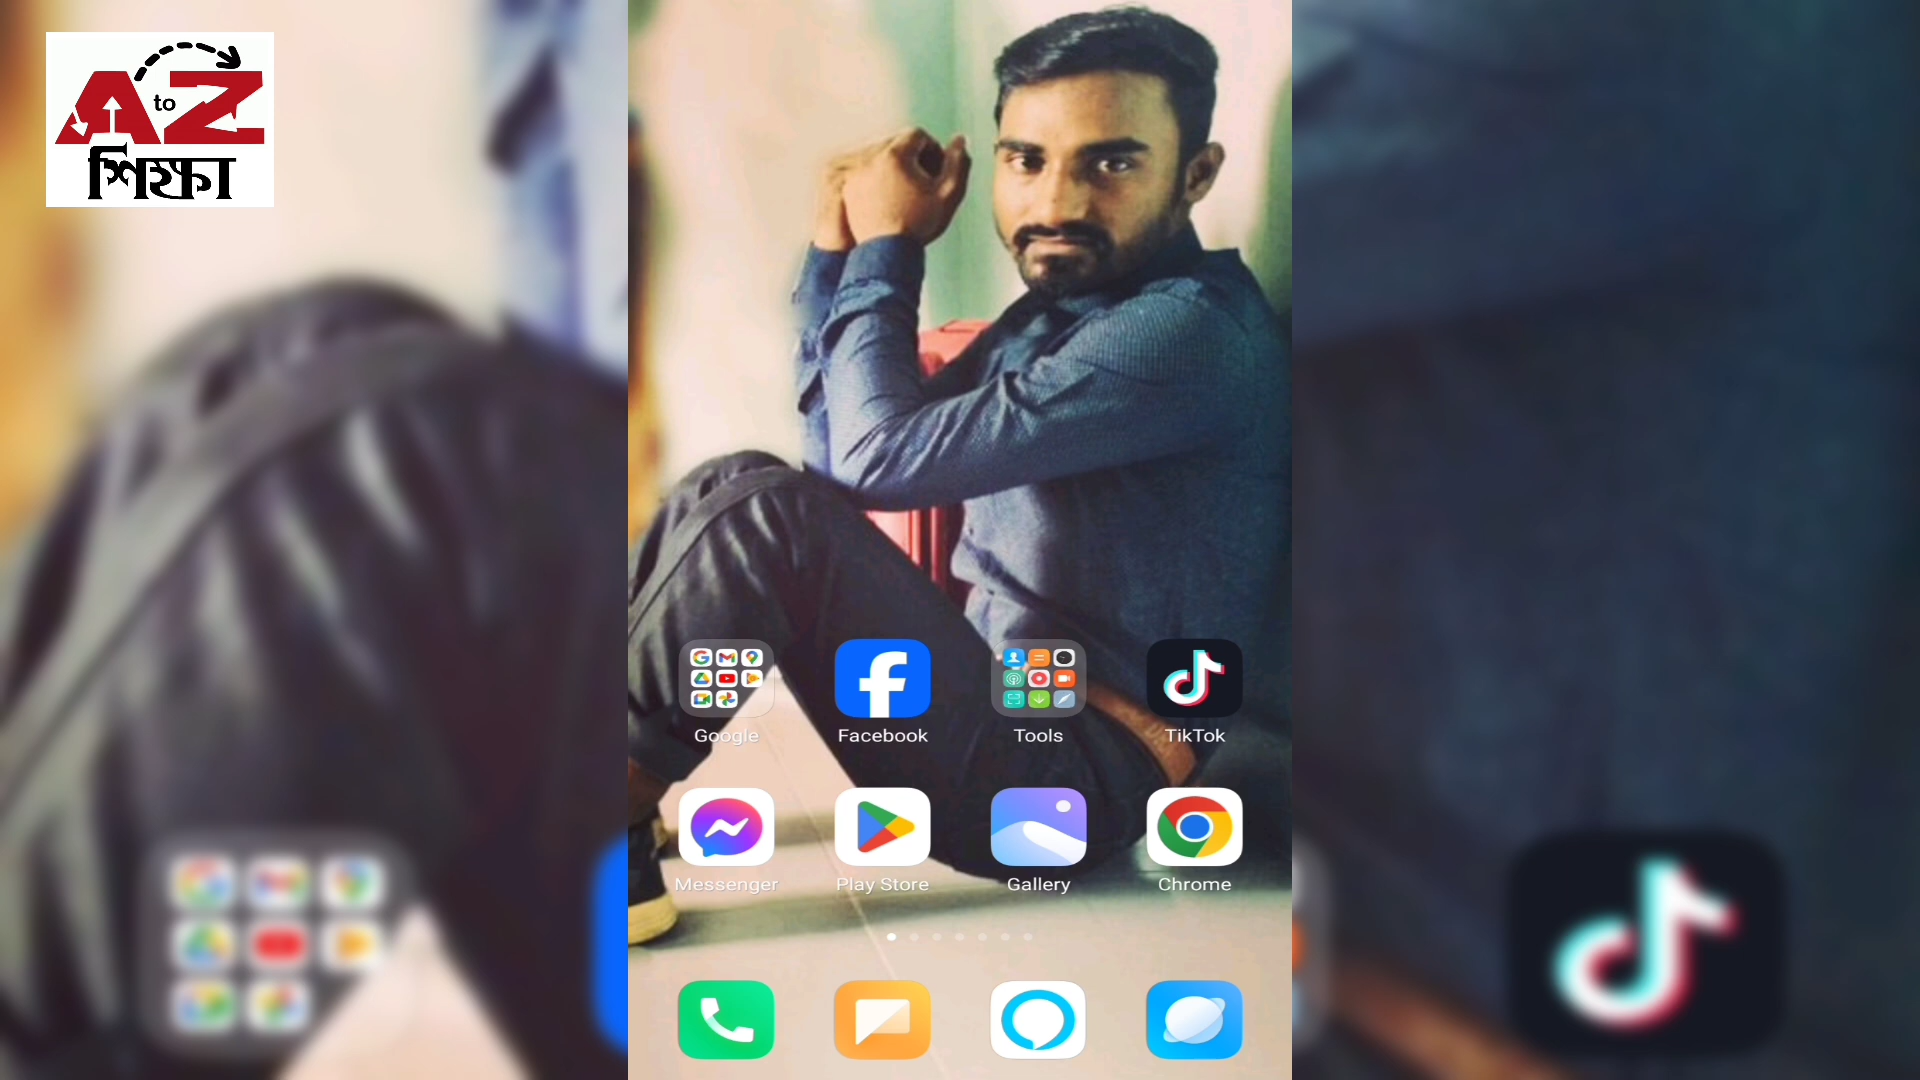 A to Z
শিক্ষা
Google Facebook Tools TikTok
Messenger Play Store Gallery Chrome